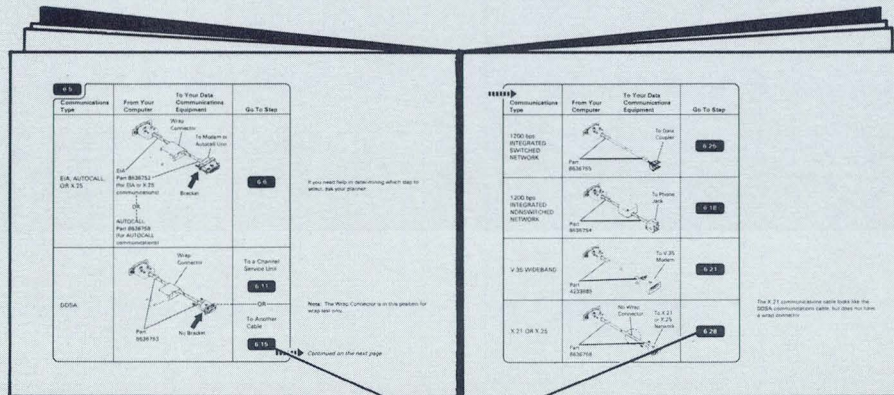 6.5
Communications Type
From Your Computer
To Your Data Communications Equipment
Go To Step
EIA, AUTOCALL, OR X.25
Wrap Connector
To Modem or Autocall Unit
EIA
Part 8636751
(for EIA or X.25 communications)
OR
AUTOCALL
Part
(for AUTOCALL communications)
Bracket
6.6
If you need help in determining which step to select, ask your planner.
DDSA
Wrap Connector
Part
No Bracket
To a Channel Service Unit
6.11
OR
To Another Cable
6.15
Note: The Wrap Connector is in this position for wrap test only.
Continued on the next page
Communications Type
From Your Computer
To Your Data Communications Equipment
Go To Step
1200 bps
INTEGRATED
SWITCHED
NETWORK
Part
To Data Coupler
6.25
1200 bps
INTEGRATED
NONSWITCHED
NETWORK
Part
To Phone Jack
6.18
V.35 WIDEBAND
Part
To V.35 Modem
6.21
X.21 OR X.25
No Wrap Connector
To X.21 or X.25 Network
Part
6.28
The X.21 communications cable looks like the
DDSA communications cable, but does not have
a wrap connector.